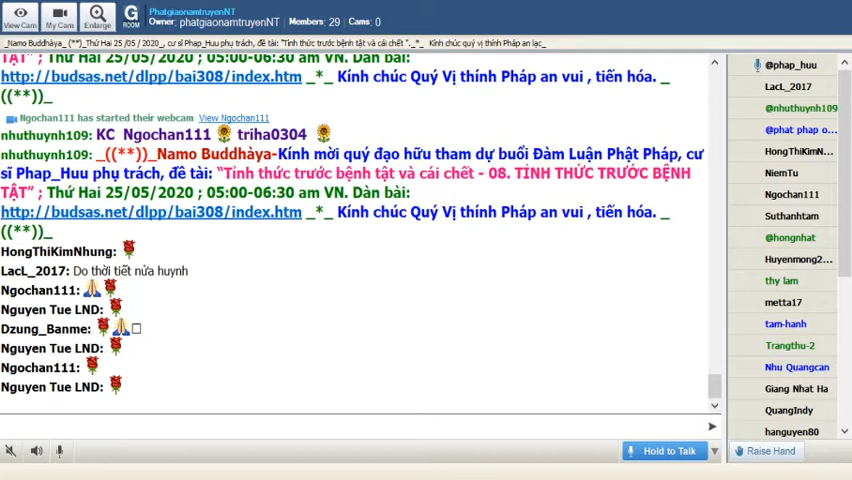 View Cam
My Cam
Enlarge
G
ROOM
PhatgiaonamtruyenNT
Owner: phatgiaonamtruyenNT Members: 29 Cams: 0
_Namo Buddhàya_ (**)_Thứ Hai 25 /05 / 2020_, cư sĩ Phap_Huu phụ trách, đề tài: "Tỉnh thức trước bệnh tật và cái chết "._*_ Kính chúc quý vị thính Pháp an lạc_
TẬT" ; Thứ Hai 25/05/2020 ; 05:00-06:30 am VN. Dàn bài:
http://budsas.net/dlpp/bai308/index.htm _*_ Kính chúc Quý Vị thính Pháp an vui , tiến hóa. _
((**))_
Ngochan111 has started their webcam View Ngochan111
nhuthuynh109: KC Ngochan111 triha0304
nhuthuynh109: _((**))_Namo Buddhàya-Kính mời quý đạo hữu tham dự buổi Đàm Luận Phật Pháp, cư
sĩ Phap_Huu phụ trách, đề tài: "Tỉnh thức trước bệnh tật và cái chết - 08. TỈNH THỨC TRƯỚC BỆNH
TẬT" ; Thứ Hai 25/05/2020 ; 05:00-06:30 am VN. Dàn bài:
http://budsas.net/dlpp/bai308/index.htm _*_ Kính chúc Quý Vị thính Pháp an vui , tiến hóa. _
((**))_
HongThiKimNhung:
LacL_2017: Do thời tiết nửa huynh
Ngochan111:
Nguyen Tue LND:
Dzung_Banme:
Nguyen Tue LND:
Ngochan111:
Nguyen Tue LND:
Hold to Talk
@phap_huu
LacL_2017
@nhuthuynh109
@phat phap o...
HongThiKimN...
NiemTu
Ngochan111
Suthanhtam
@hongnhat
Huyenmong2...
thy lam
metta17
tam-hanh
Trangthu-2
Nhu Quangcan
Giang Nhat Ha
QuangIndy
hanguyen80
Raise Hand